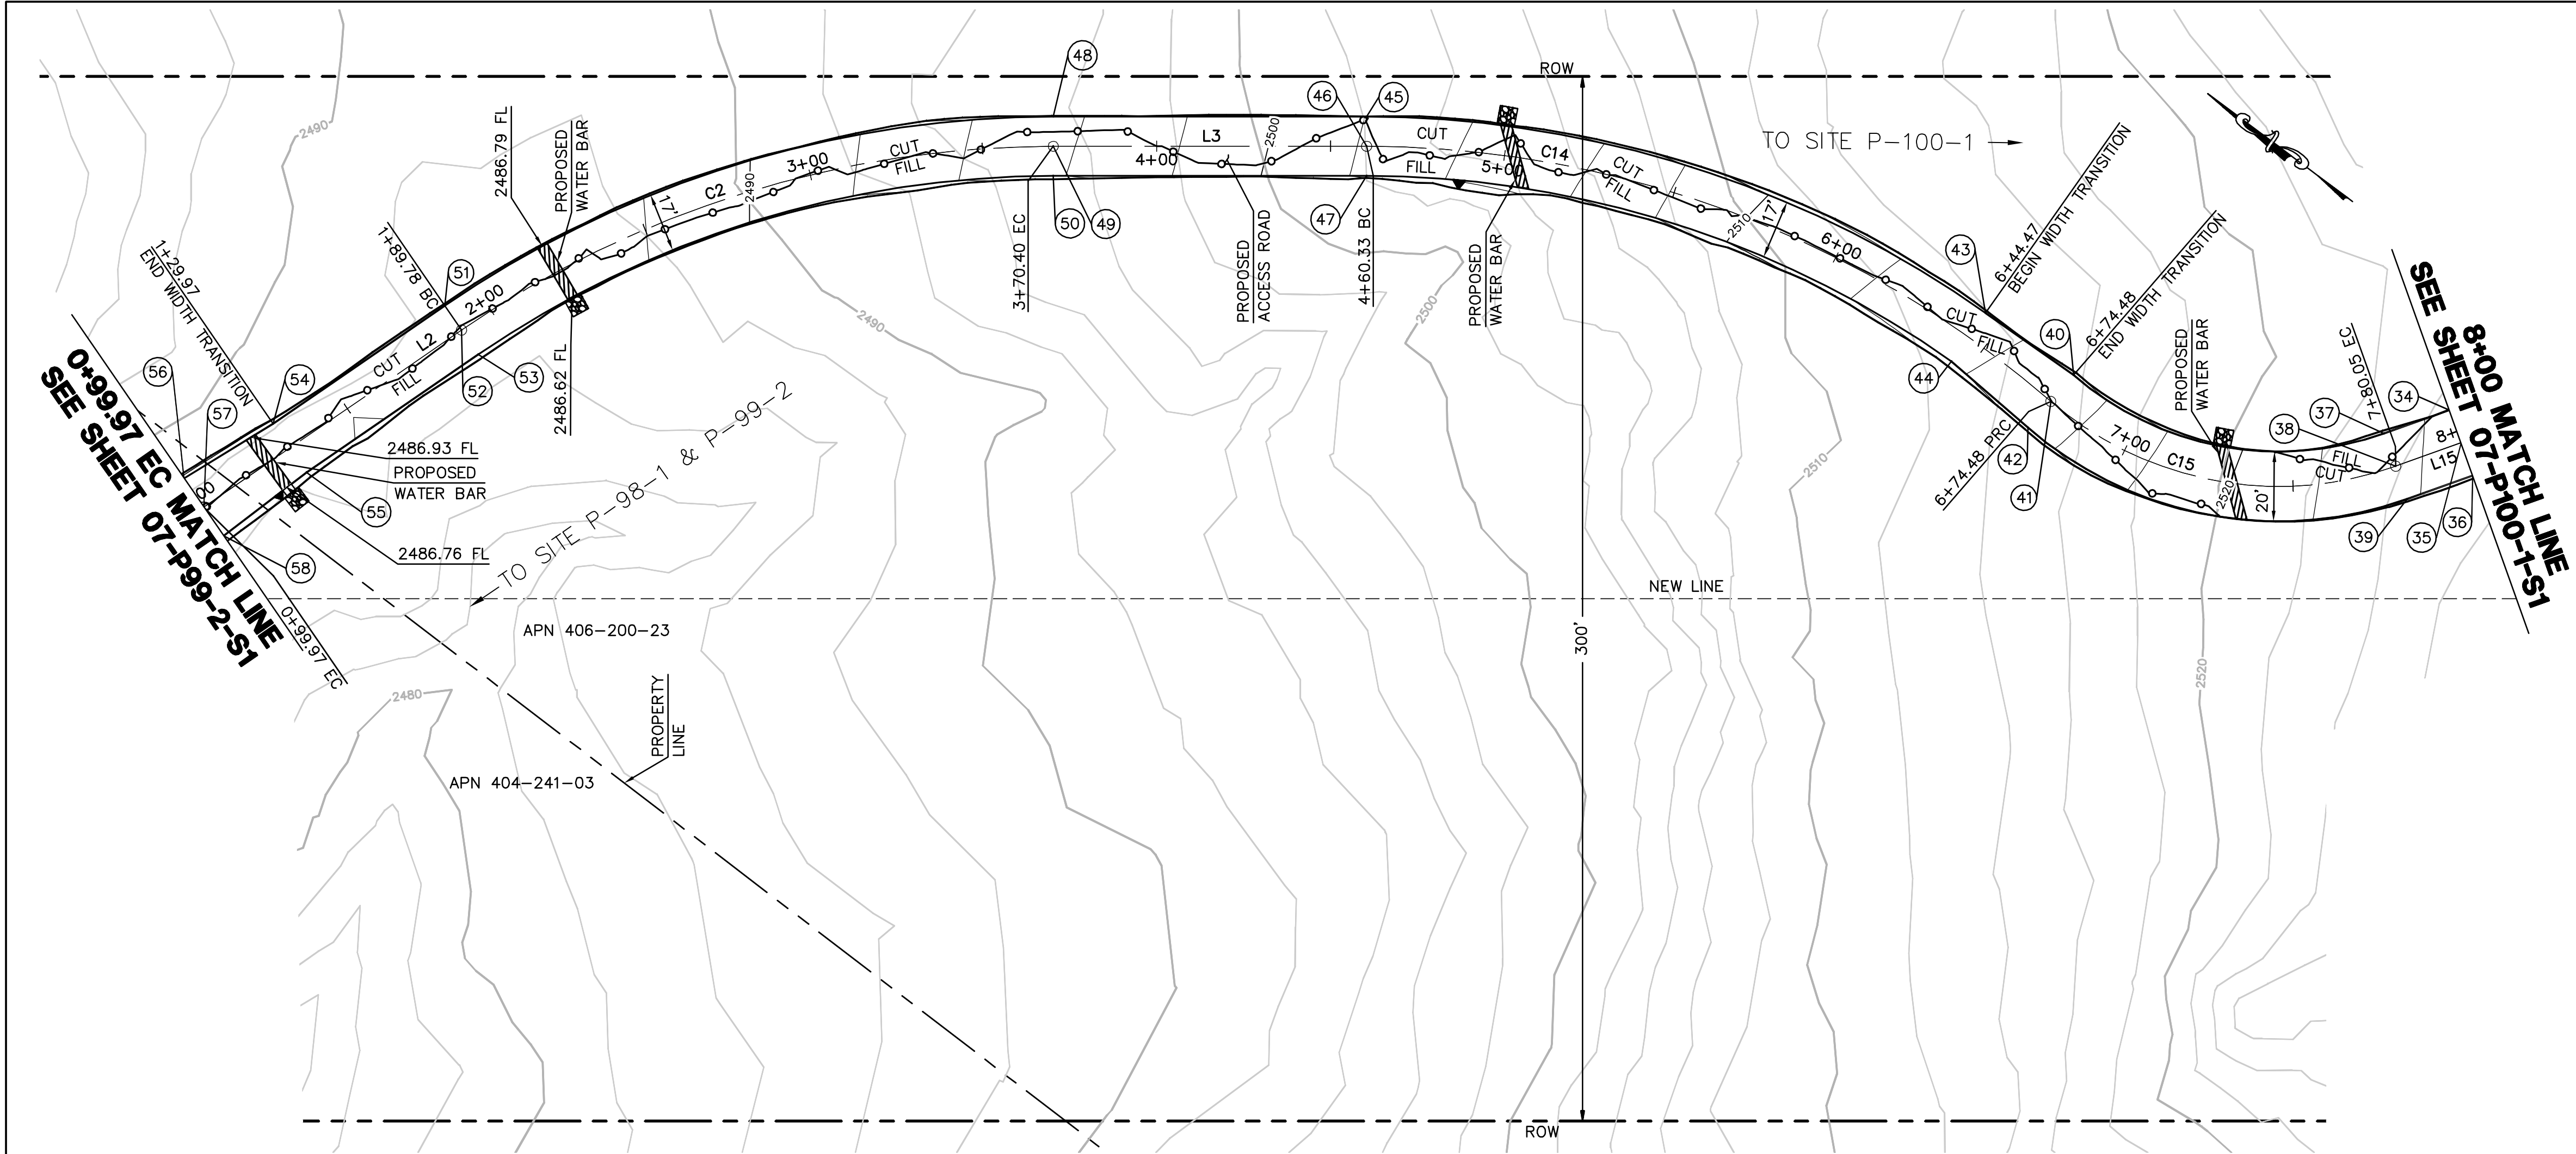 48
ROW
46
45
2490
2486.79 FL
PROPOSED
WATER BAR
3+00
CUT
FILL
L3
4+00
2500
CUT
FILL
5+00
C14
CUT
FILL
TO SITE P-100-1
C2
2490
17'
1+89.78 BC
51
2+00
1+29.97
END WIDTH TRANSITION
50
49
47
3+70.40 EC
PROPOSED
ACCESS ROAD
4+60.33 BC
PROPOSED
WATER BAR
2510
17'
6+00
43
6+44.47
BEGIN WIDTH TRANSITION
6+74.48
END WIDTH TRANSITION
40
2490
2500
CUT
FILL
L2
CUT
FILL
52
53
2486.62 FL
54
56
57
44
PROPOSED
WATER BAR
7+80.05 EC
34
37
38
0+99.97 EC MATCH LINE
SEE SHEET 07-P99-2-S1
8+00 MATCH LINE
SEE SHEET 07-P100-1-S1
00
2486.93 FL
PROPOSED
WATER BAR
55
2486.76 FL
58
TO SITE P-98-1 & P-99-2
6+74.48 PRC
42
41
7+00
C15
2520
20'
FILL
CUT
8+
L15
39
35
36
2510
NEW LINE
0+99.97 EC
APN 406-200-23
300'
2480
PROPERTY
LINE
2520
APN 404-241-03
ROW